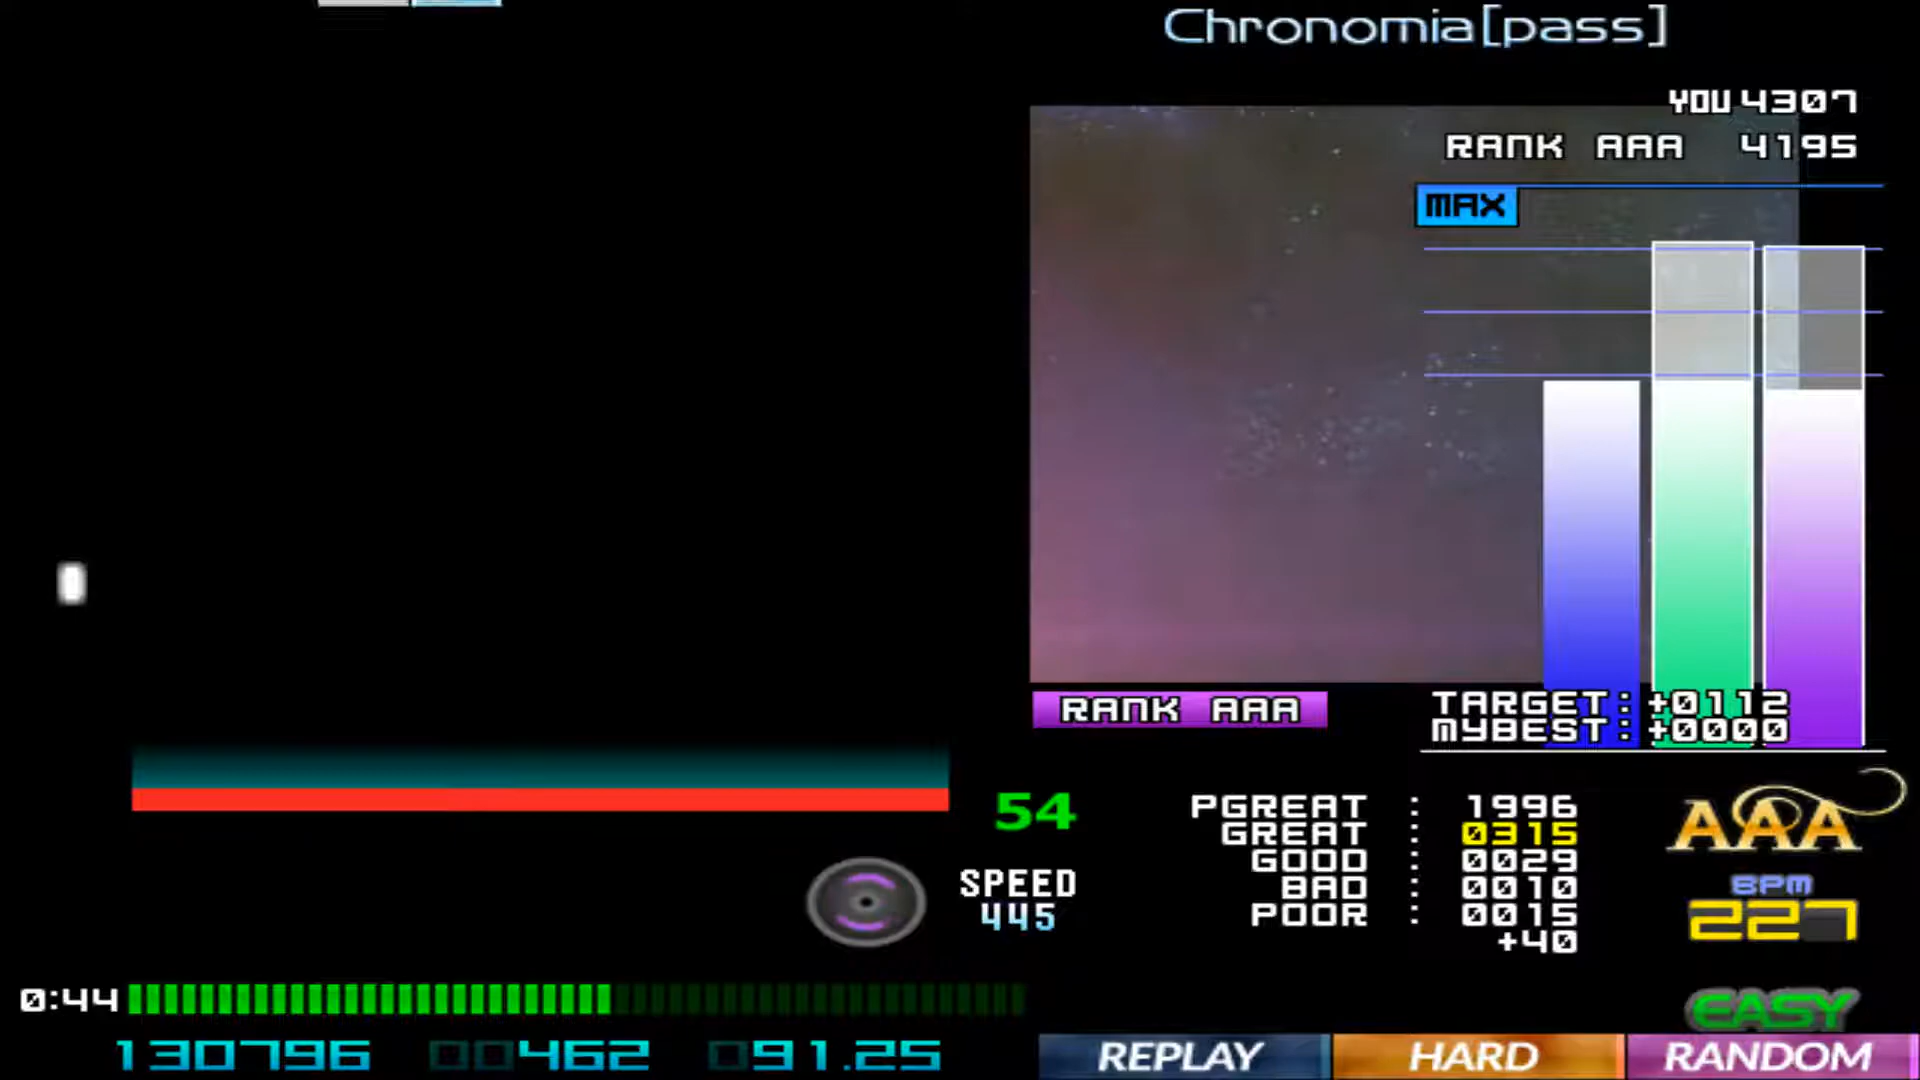 Chronomia[pass]
YOU 4307
RANK AAA 4195
MAX
RANK AAA
TARGET:+0112
MYBEST:+0000
54
SPEED
445
PGREAT : 1996
GREAT : 0315
GOOD : 0029
BAD : 0010
POOR : 0015
+40
AAA
BPM
227
0:44
EASY
130796 00462 091.25
REPLAY HARD RANDOM